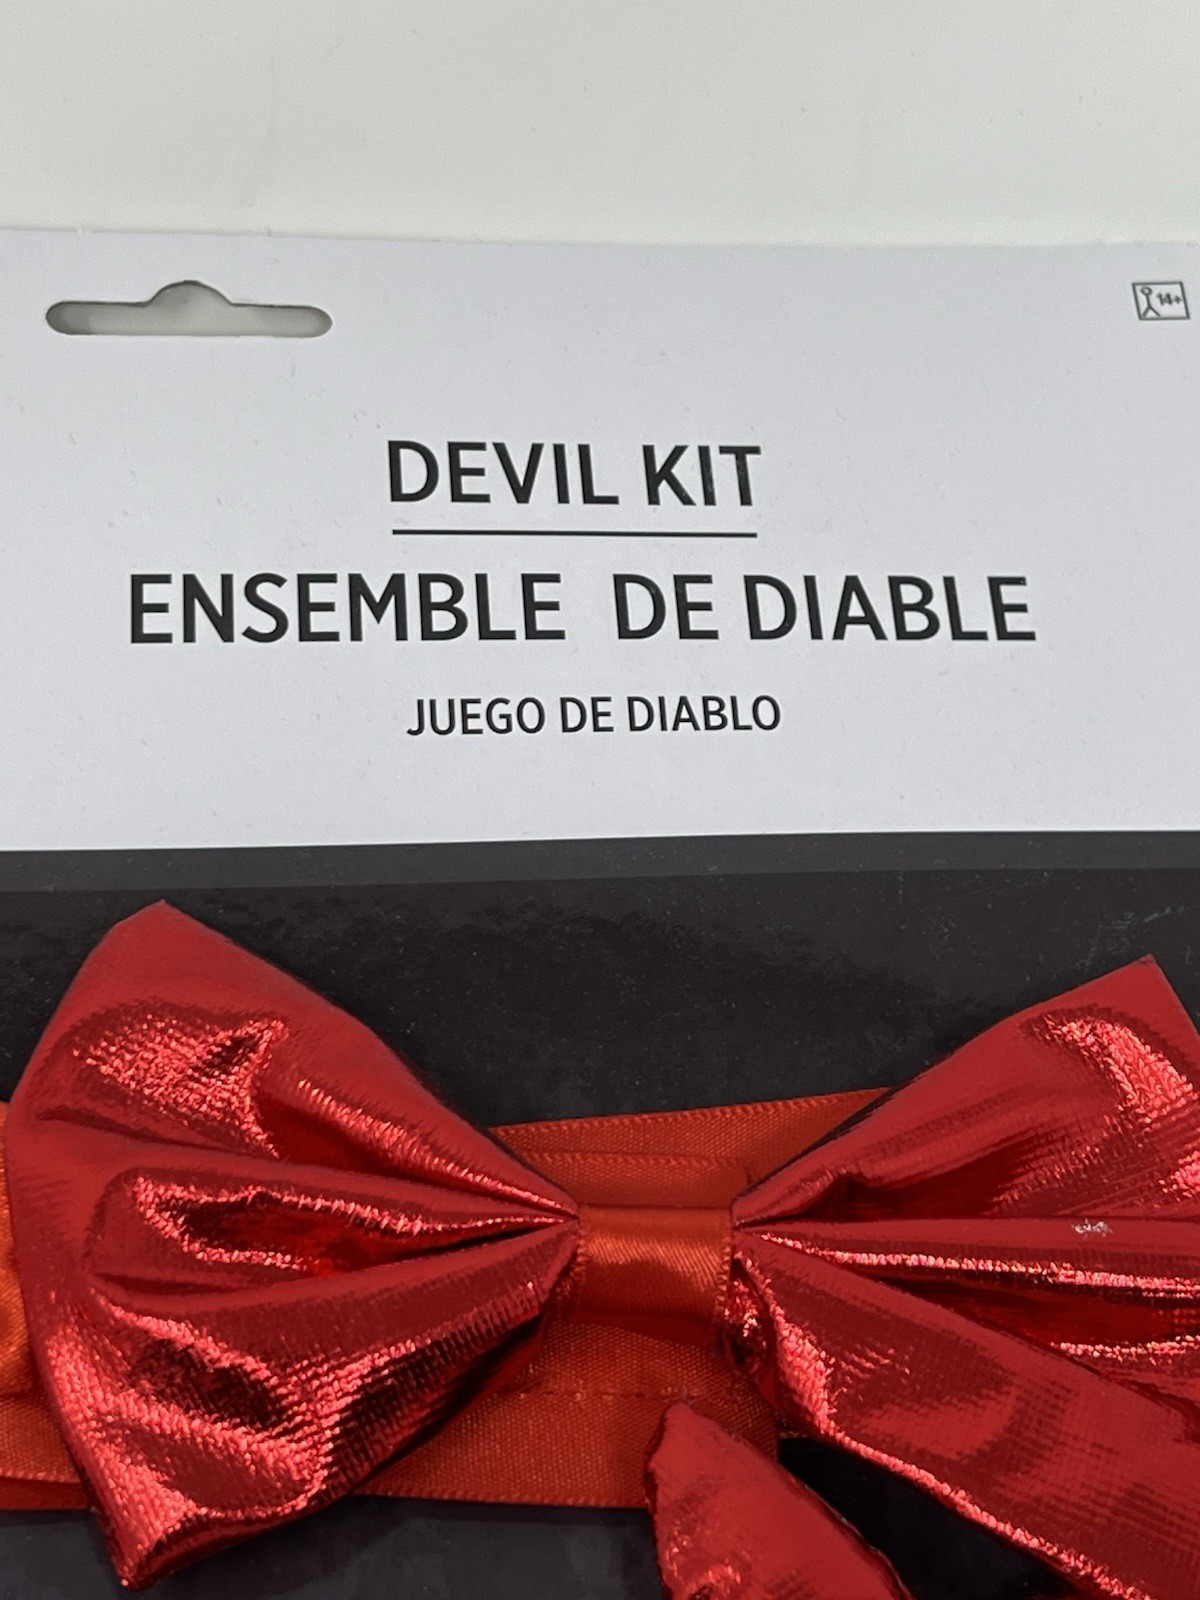 14+
DEVIL KIT
ENSEMBLE DE DIABLE
JUEGO DE DIABLO